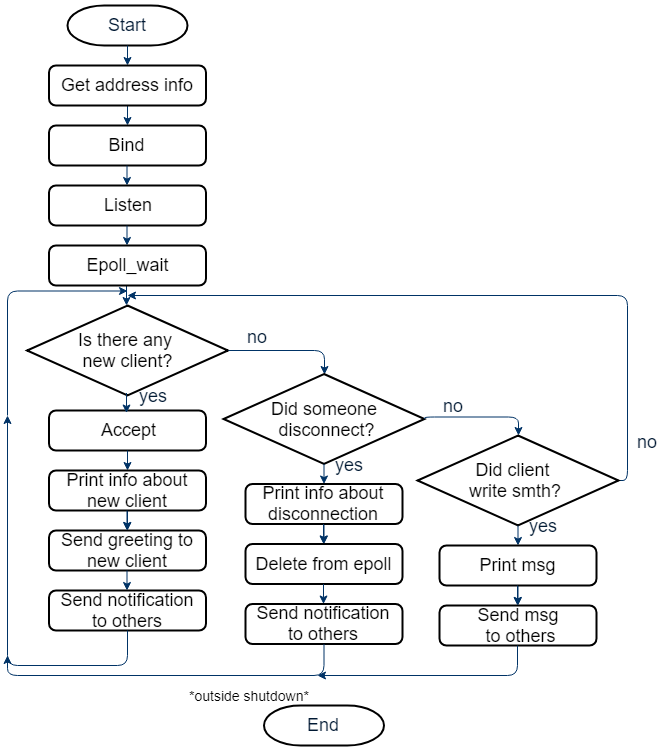 Start
Get address info
Bind
Listen
Epoll_wait
Is there any
new client?
no
yes
Accept
Print info about
new client
Send greeting to
new client
Send notification
to others
Did someone
disconnect?
no
yes
Print info about
disconnection
Delete from epoll
Send notification
to others
Did client
write smth?
no
yes
Print msg
Send msg
to others
*outside shutdown*
End